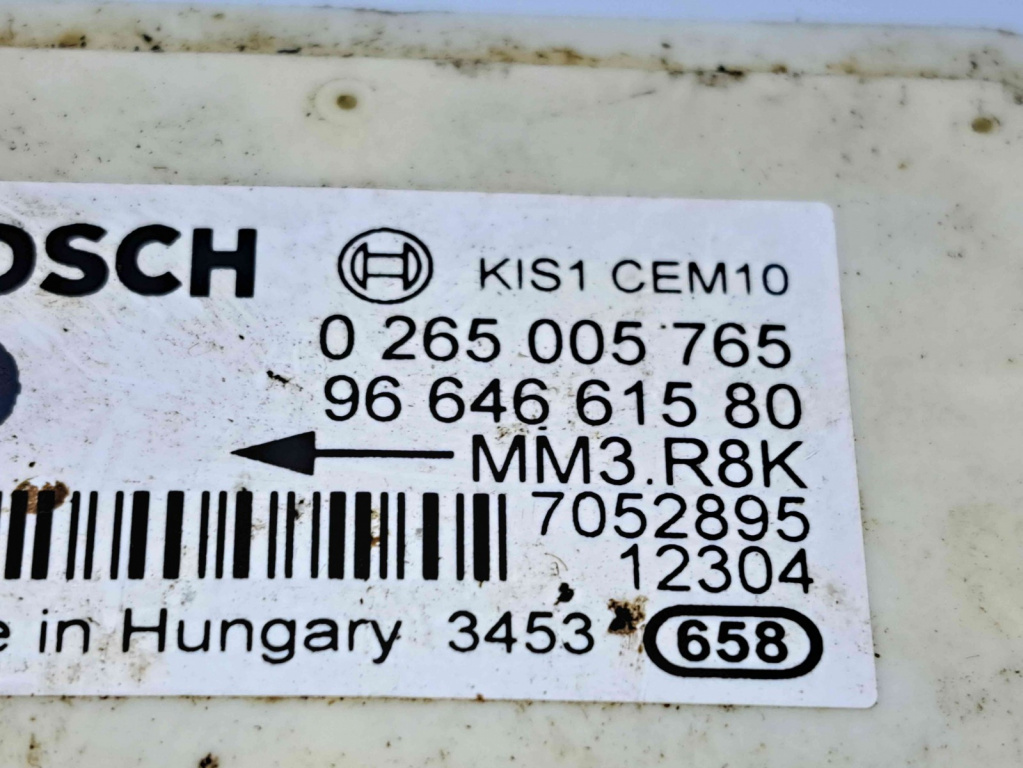 OSCH KIS1 CEM10
0 265 005 765
96 646 615 80
MM3.R8K
7052895
12304
e in Hungary 3453 658